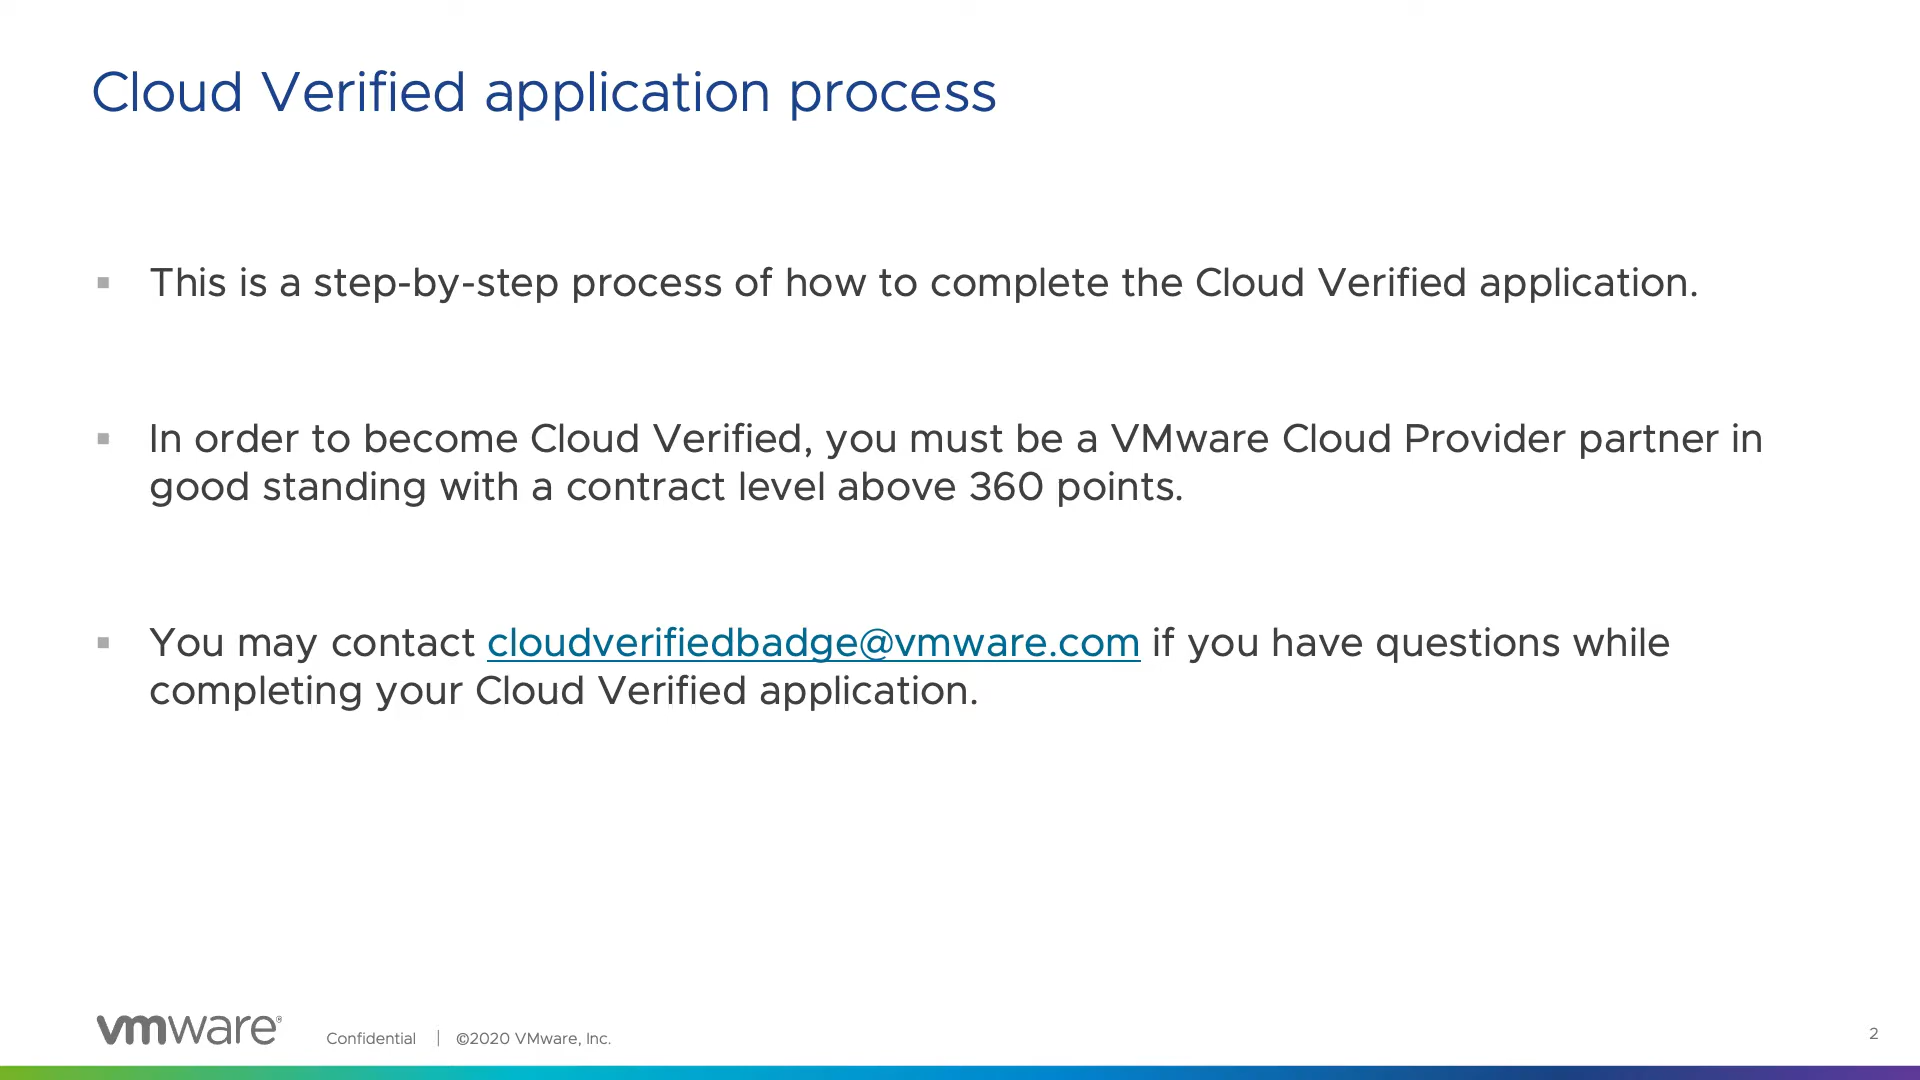 Cloud Verified application process
▪ This is a step-by-step process of how to complete the Cloud Verified application.
▪ In order to become Cloud Verified, you must be a VMware Cloud Provider partner in
good standing with a contract level above 360 points.
▪ You may contact cloudverifiedbadge@vmware.com if you have questions while
completing your Cloud Verified application.
vmware® Confidential | ©2020 VMware, Inc. 2